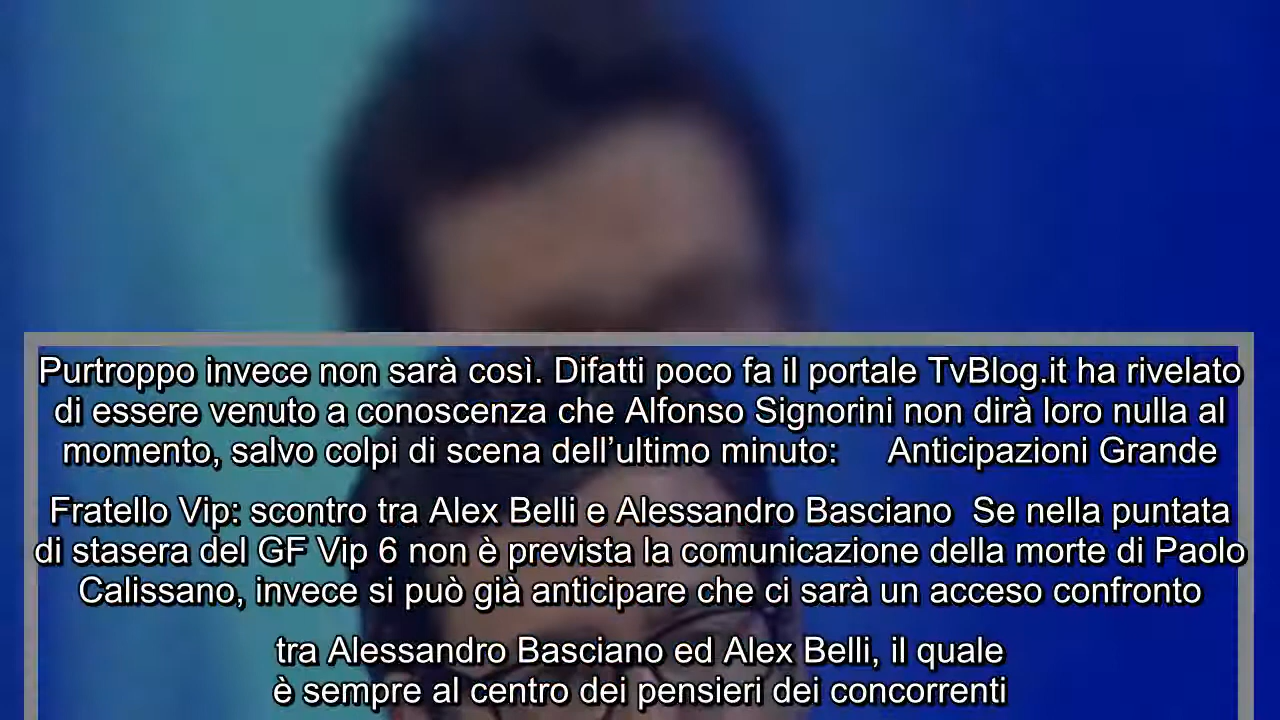 Purtroppo invece non sarà così. Difatti poco fa il portale TvBlog.it ha rivelato
di essere venuto a conoscenza che Alfonso Signorini non dirà loro nulla al
momento, salvo colpi di scena dell’ultimo minuto: Anticipazioni Grande
Fratello Vip: scontro tra Alex Belli e Alessandro Basciano Se nella puntata
di stasera del GF Vip 6 non è prevista la comunicazione della morte di Paolo
Calissano, invece si può già anticipare che ci sarà un acceso confronto
tra Alessandro Basciano ed Alex Belli, il quale
è sempre al centro dei pensieri dei concorrenti